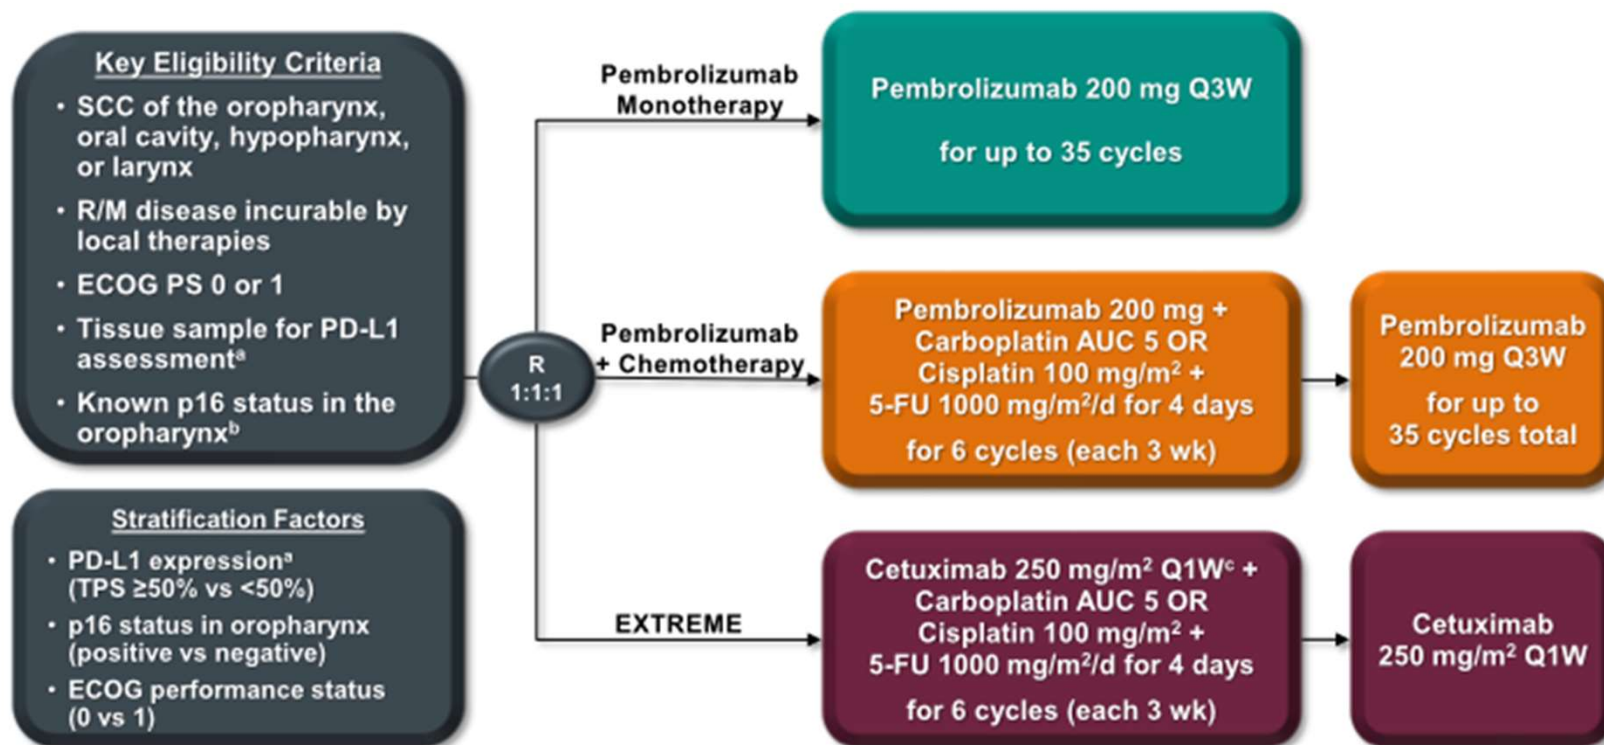 Key Eligibility Criteria
• SCC of the oropharynx,
oral cavity, hypopharynx,
or larynx
• R/M disease incurable by
local therapies
• ECOG PS 0 or 1
• Tissue sample for PD-L1
assessmentᵃ
• Known p16 status in the
oropharynxᵇ
Stratification Factors
• PD-L1 expressionᵃ
(TPS ≥50% vs <50%)
• p16 status in oropharynx
(positive vs negative)
• ECOG performance status
(0 vs 1)
R
1:1:1
Pembrolizumab
Monotherapy
Pembrolizumab 200 mg Q3W
for up to 35 cycles
Pembrolizumab
+ Chemotherapy
Pembrolizumab 200 mg +
Carboplatin AUC 5 OR
Cisplatin 100 mg/m² +
5-FU 1000 mg/m²/d for 4 days
for 6 cycles (each 3 wk)
Pembrolizumab
200 mg Q3W
for up to
35 cycles total
EXTREME
Cetuximab 250 mg/m² Q1Wᶜ +
Carboplatin AUC 5 OR
Cisplatin 100 mg/m² +
5-FU 1000 mg/m²/d for 4 days
for 6 cycles (each 3 wk)
Cetuximab
250 mg/m² Q1W